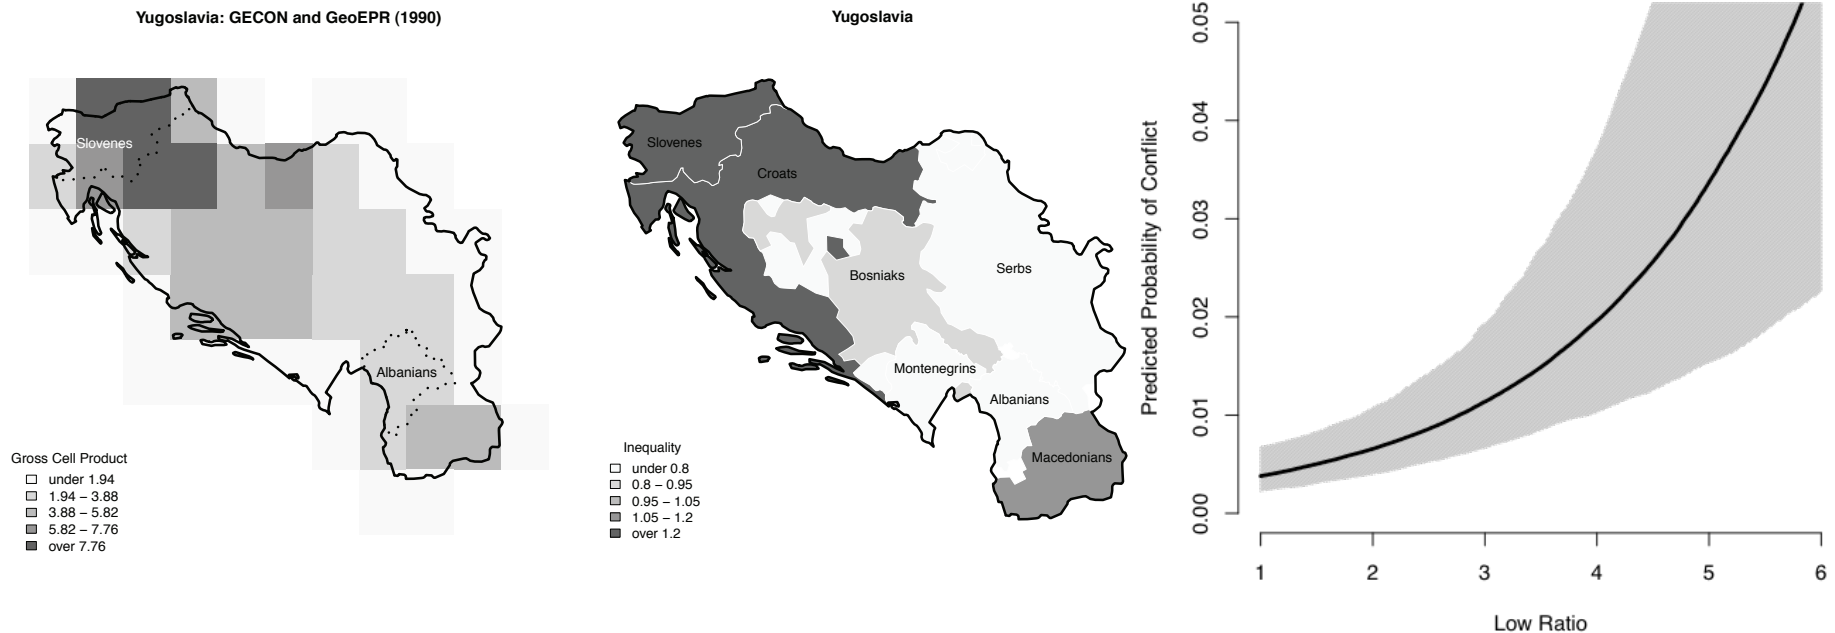 Yugoslavia: GECON and GeoEPR (1990)
Slovenes
Albanians
Gross Cell Product
under 1.94
1.94 – 3.88
3.88 – 5.82
5.82 – 7.76
over 7.76
Yugoslavia
Slovenes
Croats
Bosniaks
Serbs
Montenegrins
Albanians
Macedonians
Inequality
under 0.8
0.8 – 0.95
0.95 – 1.05
1.05 – 1.2
over 1.2
Predicted Probability of Conflict
0.05
0.04
0.03
0.02
0.01
0.00
1 2 3 4 5 6
Low Ratio